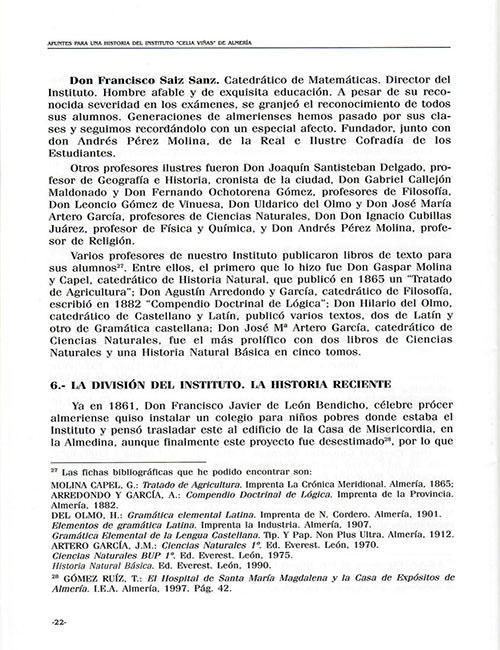 APUNTES PARA UNA HISTORIA DEL INSTITUTO "CELIA VIÑAS" DE ALMERÍA
Don Francisco Saiz Sanz. Catedrático de Matemáticas. Director del
Instituto. Hombre afable y de exquisita educación. A pesar de su reco-
nocida severidad en los exámenes, se granjeó el reconocimiento de todos
sus alumnos. Generaciones de almerienses hemos pasado por sus cla-
ses y seguimos recordándolo con un especial afecto. Fundador, junto con
don Andrés Pérez Molina, de la Real e Ilustre Cofradía de los
Estudiantes.
Otros profesores ilustres fueron Don Joaquín Santisteban Delgado, pro-
fesor de Geografía e Historia, cronista de la ciudad, Don Gabriel Callejón
Maldonado y Don Fernando Ochotorena Gómez, profesores de Filosofía,
Don Leoncio Gómez de Vinuesa, Don Uldarico del Olmo y Don José María
Artero García, profesores de Ciencias Naturales, Don Don Ignacio Cubillas
Juárez, profesor de Física y Química, y Don Andrés Pérez Molina, profe-
sor de Religión.
Varios profesores de nuestro Instituto publicaron libros de texto para
sus alumnos27. Entre ellos, el primero que lo hizo fue Don Gaspar Molina
y Capel, catedrático de Historia Natural, que publicó en 1865 un "Tratado
de Agricultura"; Don Agustín Arredondo y García, catedrático de Filosofía,
escribió en 1882 "Compendio Doctrinal de Lógica"; Don Hilario del Olmo,
catedrático de Castellano y Latín, publicó varios textos, dos de Latín y
otro de Gramática castellana; Don José Mª Artero García, catedrático de
Ciencias Naturales, fue el más prolífico con dos libros de Ciencias
Naturales y una Historia Natural Básica en cinco tomos.
6.- LA DIVISIÓN DEL INSTITUTO. LA HISTORIA RECIENTE
Ya en 1861, Don Francisco Javier de León Bendicho, célebre prócer
almeriense quiso instalar un colegio para niños pobres donde estaba el
Instituto y pensó trasladar este al edificio de la Casa de Misericordia, en
la Almedina, aunque finalmente este proyecto fue desestimado28, por lo que
27 Las fichas bibliográficas que he podido encontrar son:
MOLINA CAPEL, G.: Tratado de Agricultura. Imprenta La Crónica Meridional. Almería, 1865;
ARREDONDO Y GARCÍA, A.: Compendio Doctrinal de Lógica. Imprenta de la Provincia.
Almería, 1882.
DEL OLMO, H.: Gramática elemental Latina. Imprenta de N. Cordero. Almería, 1901.
Elementos de gramática Latina. Imprenta la Industria. Almería, 1907.
Gramática Elemental de la Lengua Castellana. Tip. Y Pap. Non Plus Ultra. Almería, 1912.
ARTERO GARCÍA, J.M.: Ciencias Naturales 1º. Ed. Everest. León, 1970.
Ciencias Naturales BUP 1º. Ed. Everest. León, 1975.
Historia Natural Básica. Ed. Everest. León, 1990.
28 GÓMEZ RUÍZ, T.: El Hospital de Santa María Magdalena y la Casa de Expósitos de
Almería. I.E.A. Almería, 1997. Pág. 42.
-22-